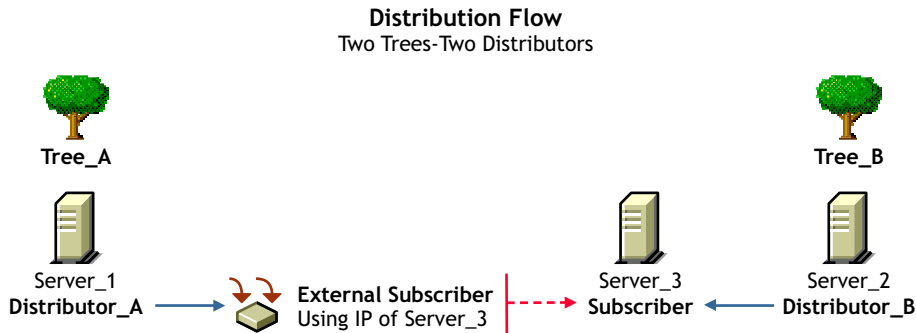 Distribution Flow
Two Trees-Two Distributors
Tree_A
Tree_B
Server_1
Distributor_A
External Subscriber
Using IP of Server_3
Server_3
Subscriber
Server_2
Distributor_B